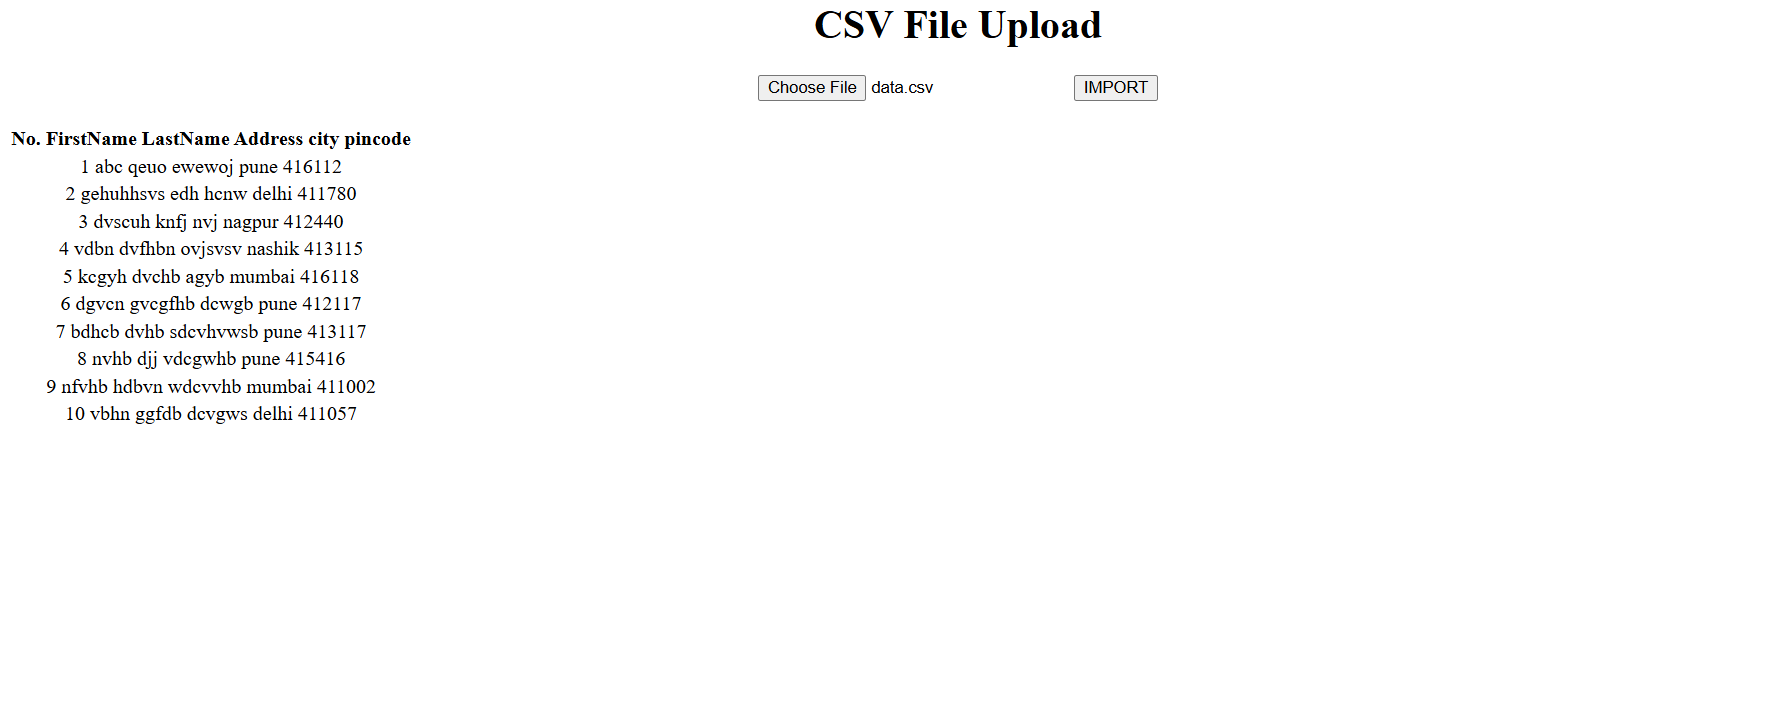 CSV File Upload
Choose File data.csv IMPORT
No. FirstName LastName Address city pincode
1 abc qeuo ewewoj pune 416112
2 gehuhhsvs edh hcnw delhi 411780
3 dvscuh knfj nvj nagpur 412440
4 vdbn dvfhbn ovjsvsv nashik 413115
5 kcgyh dvchb agyb mumbai 416118
6 dgvcn gvcgfhb dcwgb pune 412117
7 bdhcb dvhb sdcvhvwsb pune 413117
8 nvhb djj vdcgwhb pune 415416
9 nfvhb hdbvn wdcvvhb mumbai 411002
10 vbhn ggfdb dcvgws delhi 411057